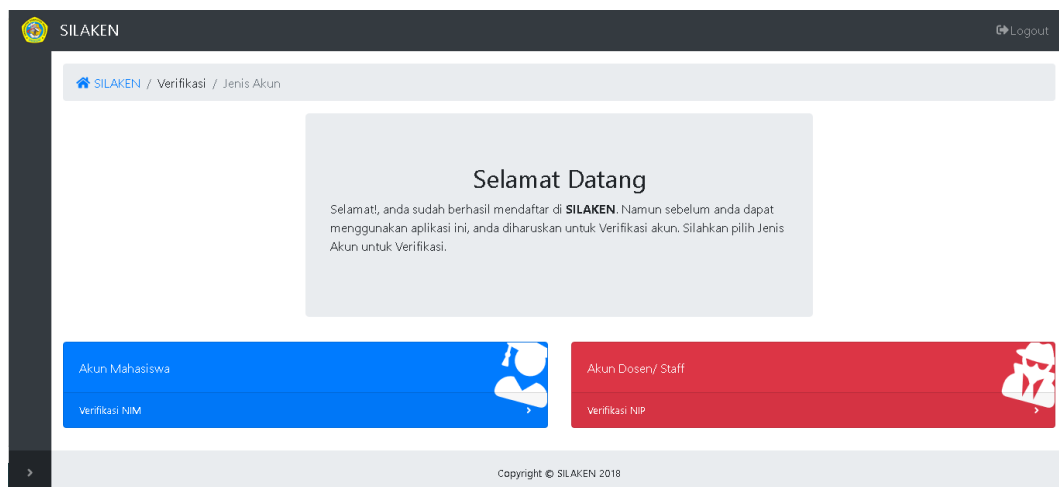 SILAKEN
Logout
SILAKEN / Verifikasi / Jenis Akun
Selamat Datang
Selamat!, anda sudah berhasil mendaftar di SILAKEN. Namun sebelum anda dapat
menggunakan aplikasi ini, anda diharuskan untuk Verifikasi akun. Silahkan pilih Jenis
Akun untuk Verifikasi.
Akun Mahasiswa
Verifikasi NIM
Akun Dosen/ Staff
Verifikasi NIP
Copyright © SILAKEN 2018